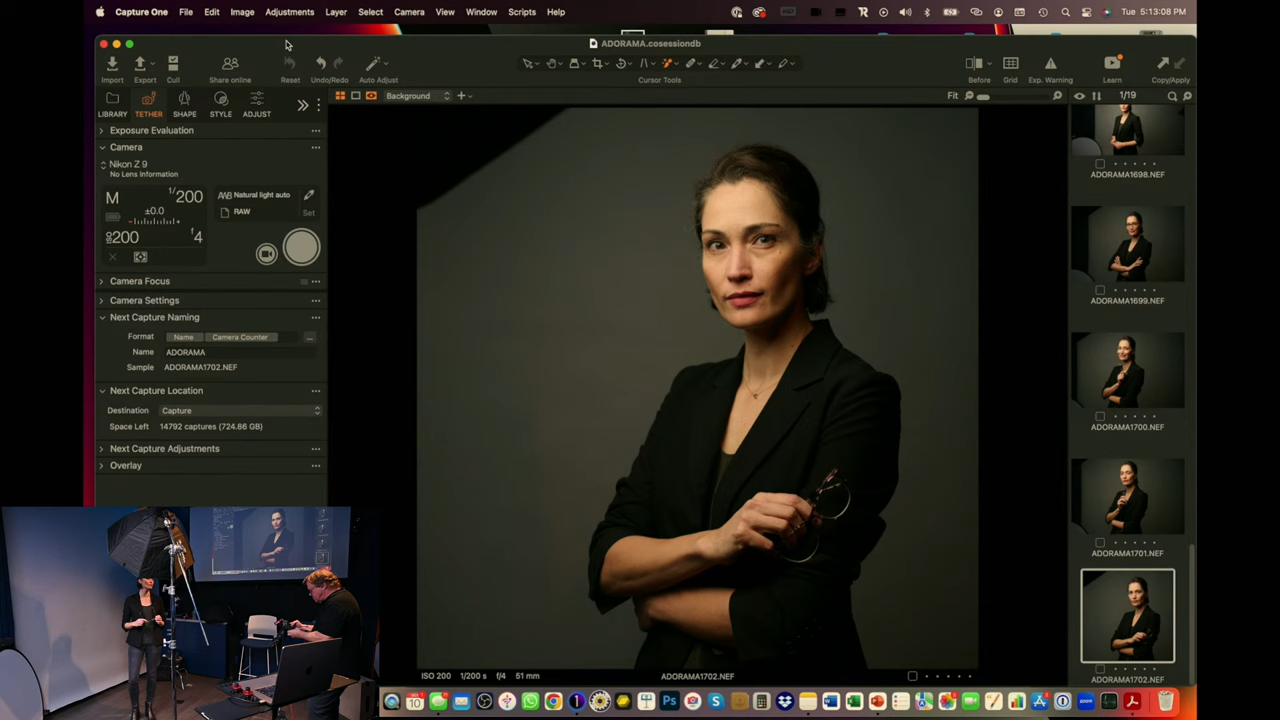 Capture One File Edit Image Adjustments Layer Select Camera View Window Scripts Help
Tue 5:13:08 PM
ADORAMA.cosessiondb
Import Export Cull Share online Reset Undo/Redo Auto Adjust
Cursor Tools
Before Grid Exp. Warning Learn Copy/Apply
LIBRARY TETHER SHAPE STYLE ADJUST
Background
Fit
1/19
Exposure Evaluation
Camera
Nikon Z 9
No Lens Information
M 1/200
±0.0
200 f4
AWB Natural light auto
RAW
Set
Camera Focus
Camera Settings
Next Capture Naming
Format Name Camera Counter ...
Name ADORAMA
Sample ADORAMA1702.NEF
Next Capture Location
Destination Capture
Space Left 14792 captures (724.86 GB)
Next Capture Adjustments
Overlay
ADORAMA1698.NEF
ADORAMA1699.NEF
ADORAMA1700.NEF
ADORAMA1701.NEF
ADORAMA1702.NEF
ISO 200 1/200 s f/4 51 mm
ADORAMA1702.NEF